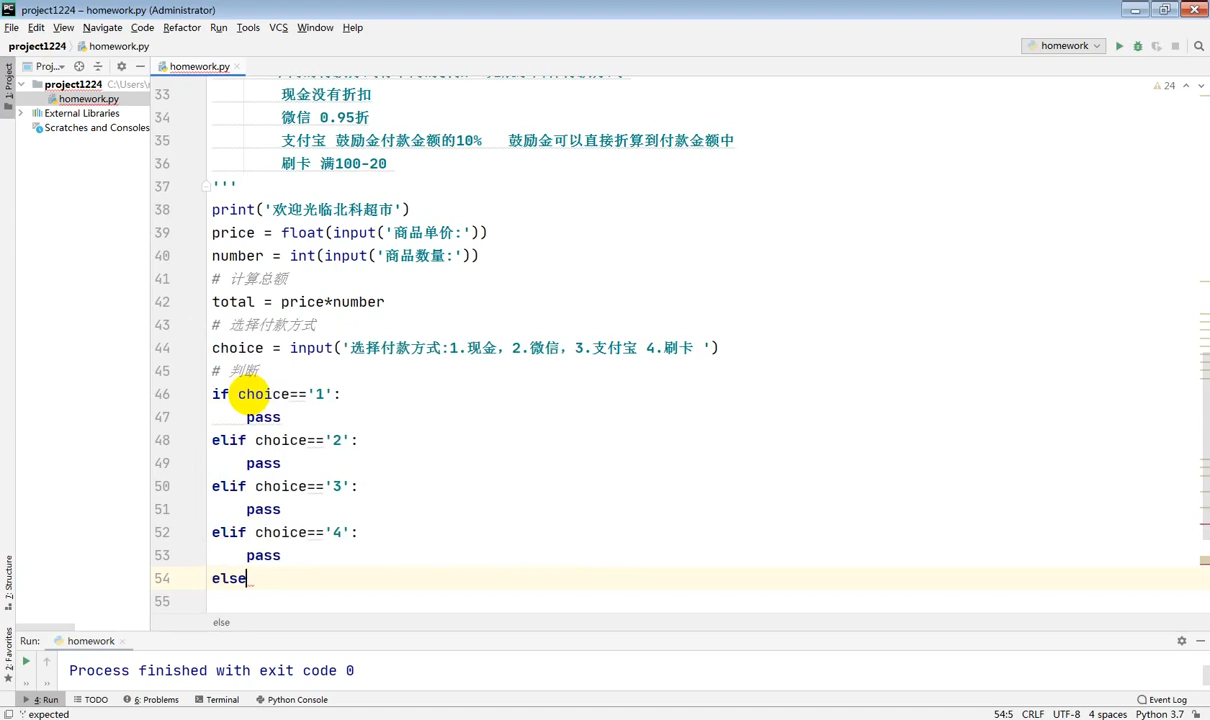 project1224 – homework.py (Administrator)
File Edit View Navigate Code Refactor Run Tools VCS Window Help
project1224 homework.py
homework
Proj...
homework.py
1: Project
project1224 C:\Users\
homework.py
External Libraries
Scratches and Consoles
24
33 现金没有折扣
34 微信 0.95折
35 支付宝 鼓励金付款金额的10% 鼓励金可以直接折算到付款金额中
36 刷卡 满100-20
37 '''
38 print('欢迎光临北科超市')
39 price = float(input('商品单价:'))
40 number = int(input('商品数量:'))
41 # 计算总额
42 total = price*number
43 # 选择付款方式
44 choice = input('选择付款方式:1.现金，2.微信，3.支付宝 4.刷卡 ')
45 # 判断
46 if choice=='1':
47 pass
48 elif choice=='2':
49 pass
50 elif choice=='3':
51 pass
52 elif choice=='4':
53 pass
54 else
55
else
7: Structure
2: Favorites
Run: homework
Process finished with exit code 0
4: Run TODO 6: Problems Terminal Python Console Event Log
':' expected 54:5 CRLF UTF-8 4 spaces Python 3.7